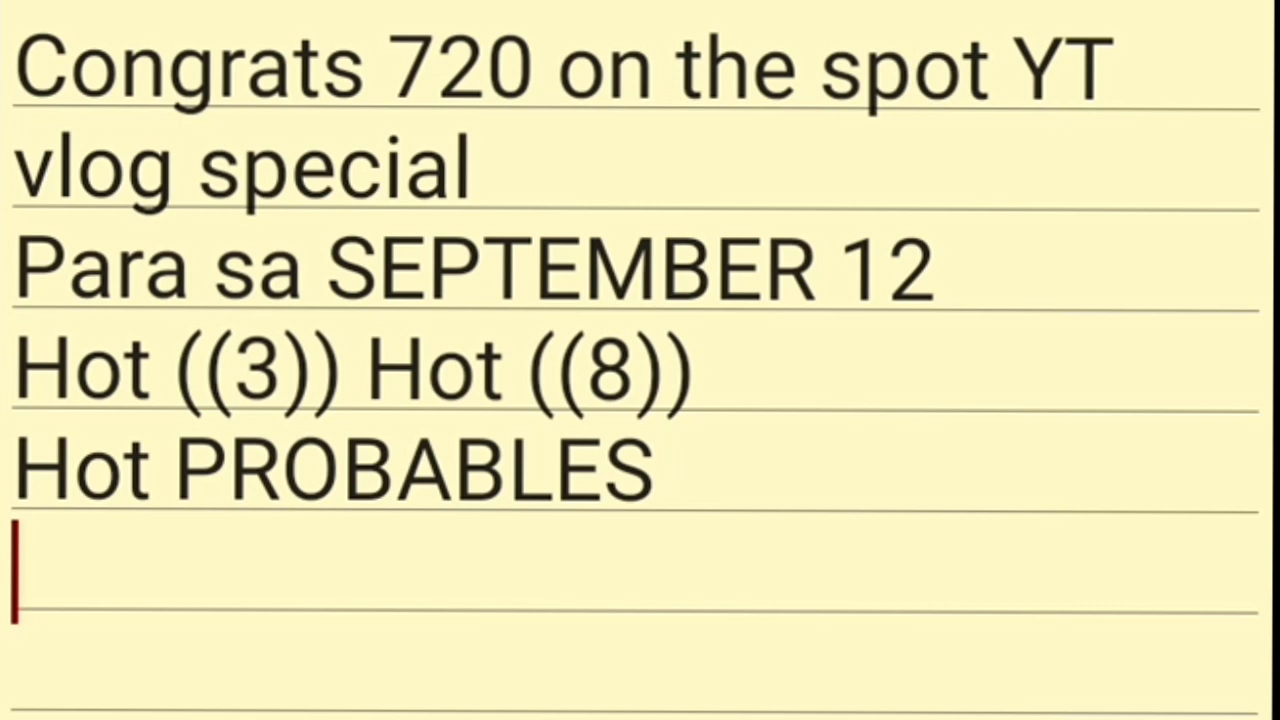 Congrats 720 on the spot YT
vlog special
Para sa SEPTEMBER 12
Hot ((3)) Hot ((8))
Hot PROBABLES